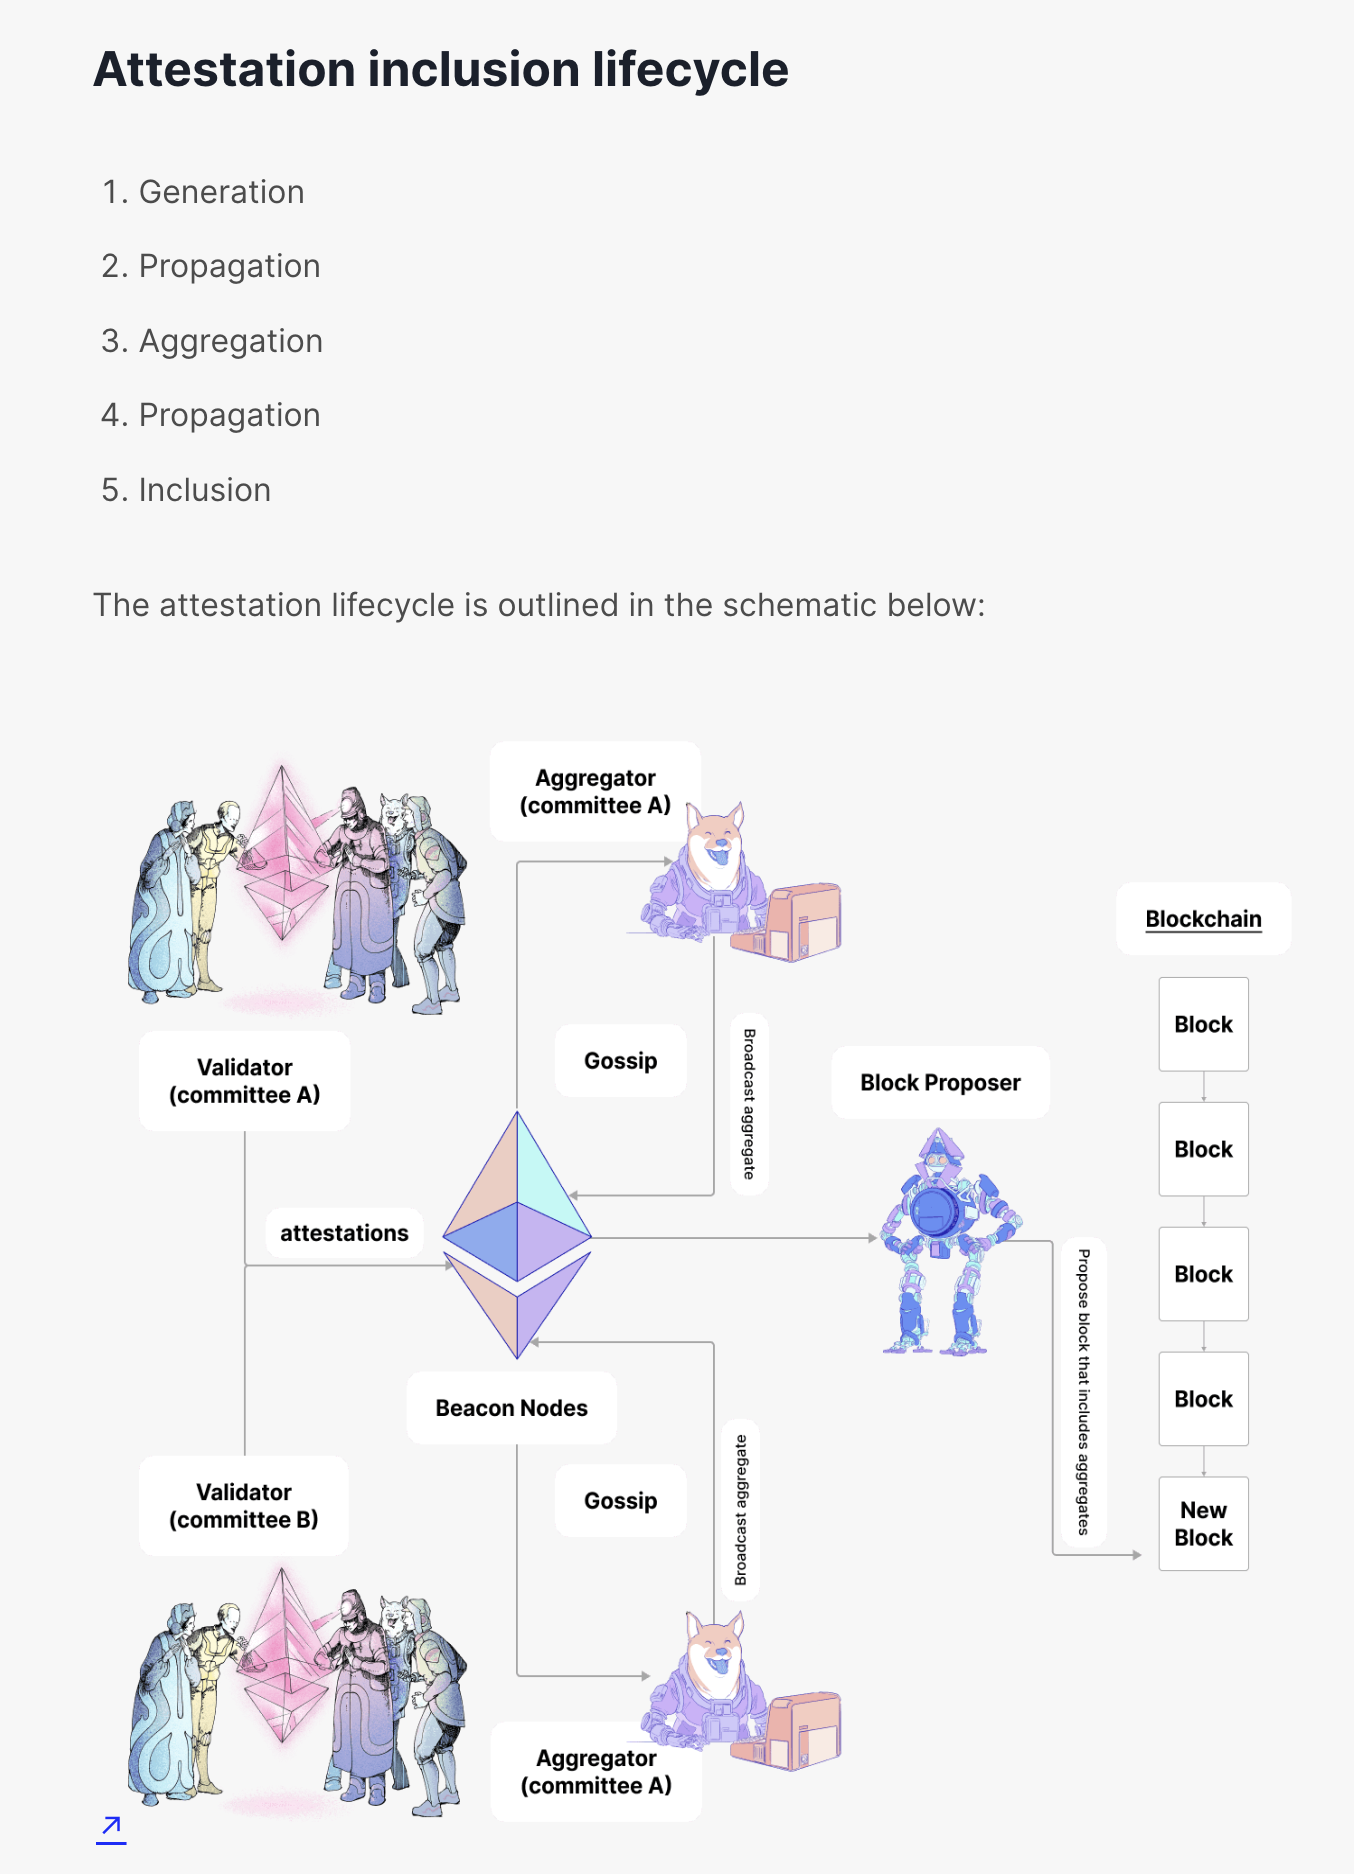 Attestation inclusion lifecycle
1. Generation
2. Propagation
3. Aggregation
4. Propagation
5. Inclusion
The attestation lifecycle is outlined in the schematic below:
Aggregator
(committee A)
Blockchain
Validator
(committee A)
Gossip
Broadcast aggregate
Block Proposer
Block
Block
Block
Block
New
Block
attestations
Propose block that includes aggregates
Beacon Nodes
Gossip
Broadcast aggregate
Validator
(committee B)
Aggregator
(committee A)